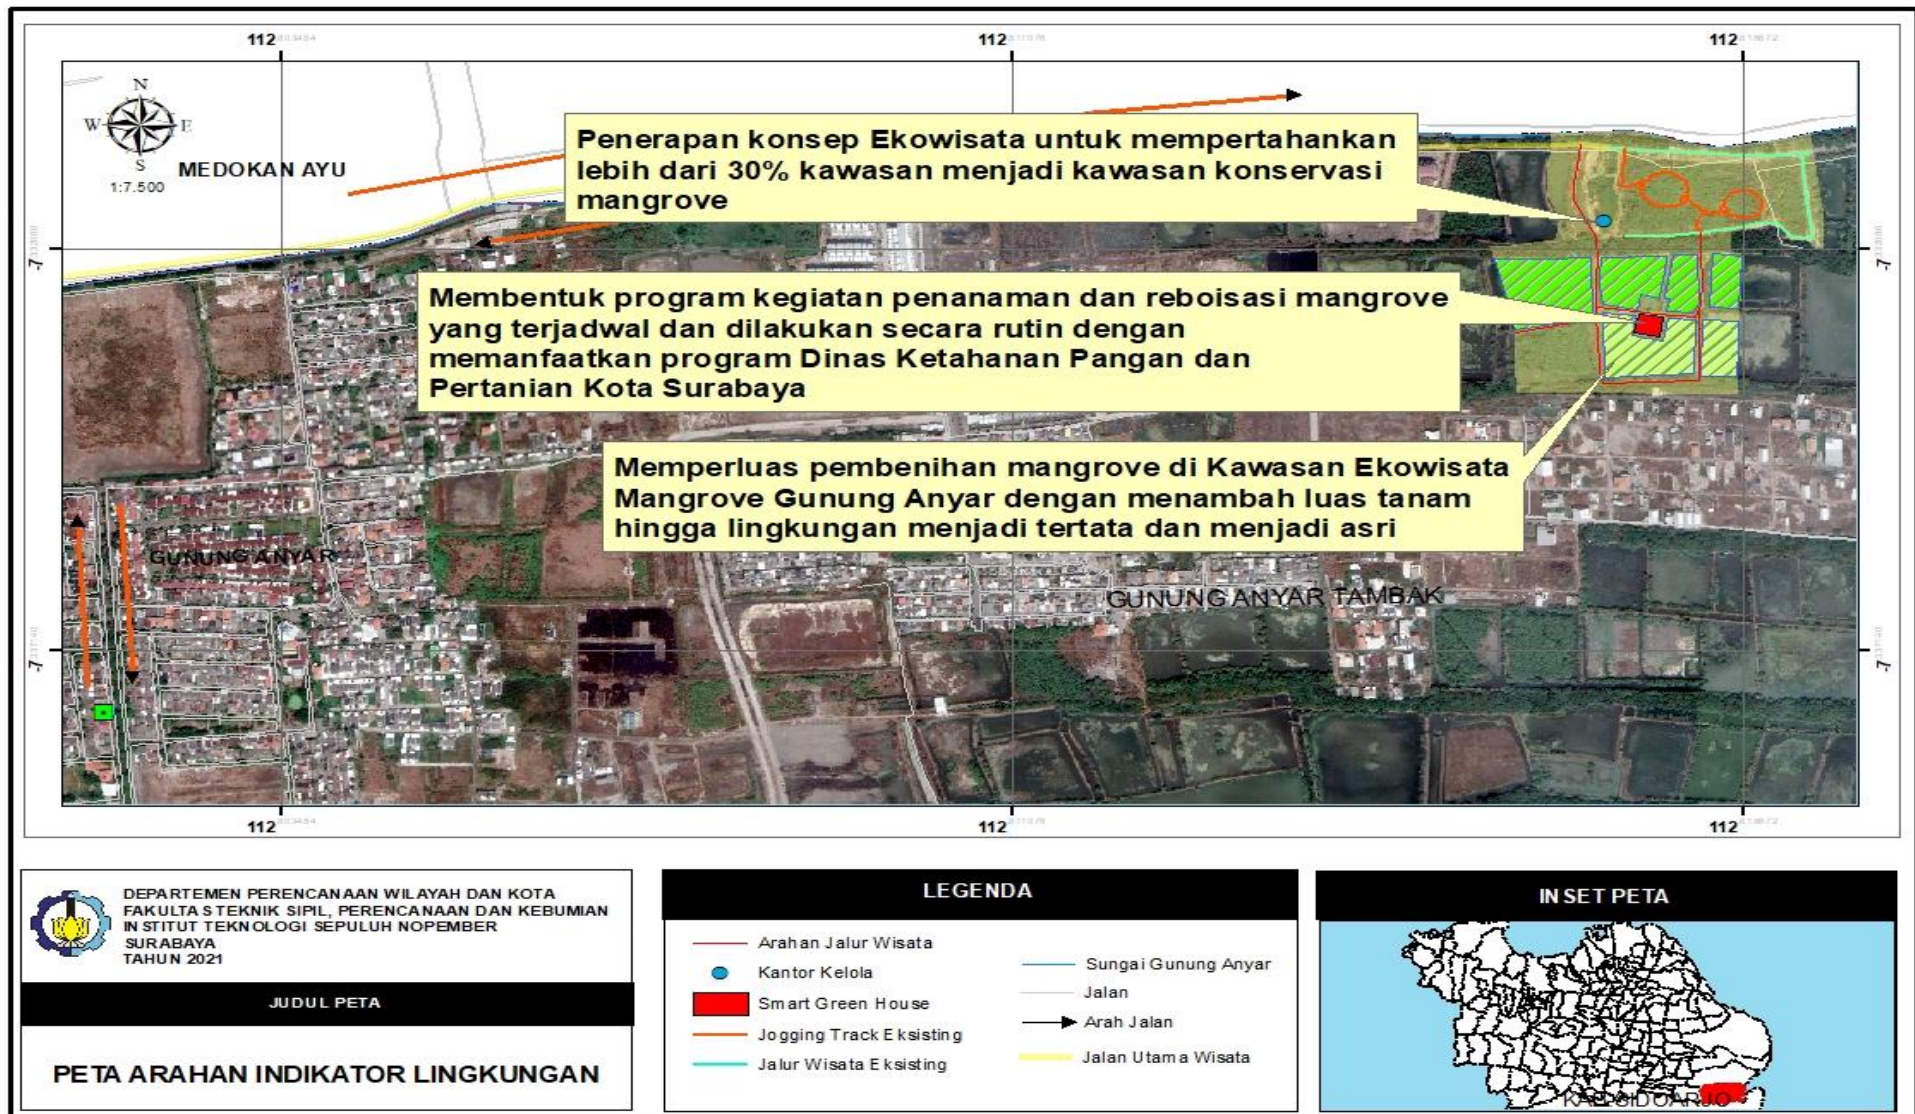 112
112
112
N
W
E
S
1:7.500
MEDOKAN AYU
Penerapan konsep Ekowisata untuk mempertahankan
lebih dari 30% kawasan menjadi kawasan konservasi
mangrove
-7
-7
Membentuk program kegiatan penanaman dan reboisasi mangrove
yang terjadwal dan dilakukan secara rutin dengan
memanfaatkan program Dinas Ketahanan Pangan dan
Pertanian Kota Surabaya
Memperluas pembenihan mangrove di Kawasan Ekowisata
Mangrove Gunung Anyar dengan menambah luas tanam
hingga lingkungan menjadi tertata dan menjadi asri
GUNUNG ANYAR
GUNUNG ANYAR TAMBAK
-7
-7
112
112
112
DEPARTEMEN PERENCANAAN WILAYAH DAN KOTA
FAKULTAS TEKNIK SIPIL, PERENCANAAN DAN KEBUMIAN
INSTITUT TEKNOLOGI SEPULUH NOPEMBER
SURABAYA
TAHUN 2021
JUDUL PETA
PETA ARAHAN INDIKATOR LINGKUNGAN
LEGENDA
Arahan Jalur Wisata
Kantor Kelola
Smart Green House
Jogging Track Eksisting
Jalur Wisata Eksisting
Sungai Gunung Anyar
Jalan
Arah Jalan
Jalan Utama Wisata
INSET PETA
KAB SIDOARJO